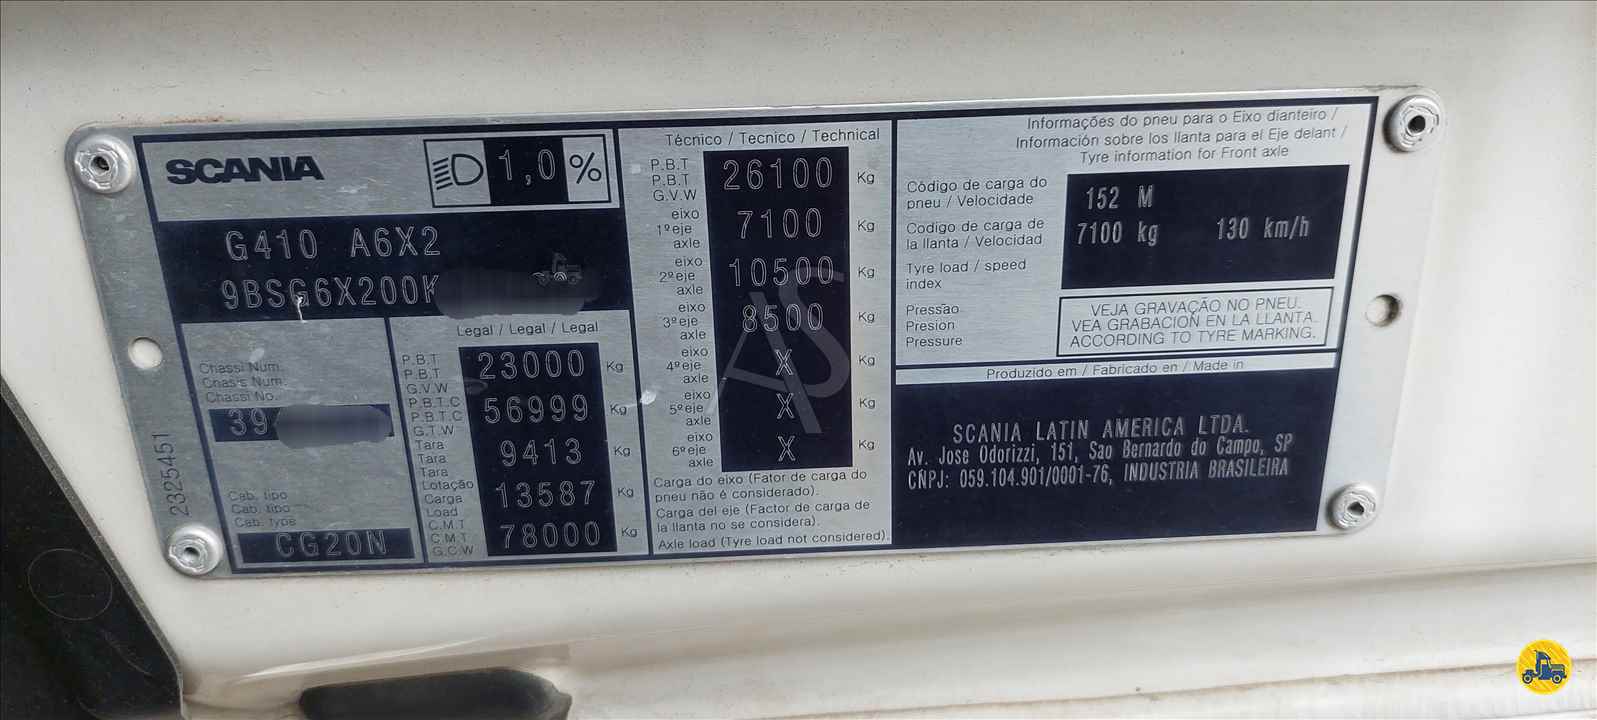 SCANIA
1,0 %
G410 A6X2
9BSG6X200K
Chassi Num.
Chasis Num.
Chassi No.
39
2325451
Cab. tipo
Cab. tipo
Cab. type
CG20N
Legal / Legal / Legal
P.B.T
P.B.T
G.V.W
23000 Kg
P.B.T.C
P.B.T.C
G.T.W
56999 Kg
Tara
Tara
Tara
9413 Kg
Lotação
Carga
Load
13587 Kg
C.M.T
C.M.T
G.C.W
78000 Kg
Técnico / Tecnico / Technical
P.B.T
P.B.T
G.V.W
26100 Kg
eixo
1ºeje
axle
7100 Kg
eixo
2ºeje
axle
10500 Kg
eixo
3ºeje
axle
8500 Kg
eixo
4ºeje
axle
X Kg
eixo
5ºeje
axle
X Kg
eixo
6ºeje
axle
X Kg
Carga do eixo (Fator de carga do
pneu não é considerado).
Carga del eje (Factor de carga de
la llanta no se considera).
Axle load (Tyre load not considered).
Informações do pneu para o Eixo dianteiro /
Información sobre los llanta para el Eje delant /
Tyre information for Front axle
Código de carga do
pneu / Velocidade
Codigo de carga de
la llanta / Velocidad
Tyre load / speed
index
152 M
7100 kg 130 km/h
Pressão
Presión
Pressure
VEJA GRAVAÇÃO NO PNEU.
VEA GRABACION EN LA LLANTA.
ACCORDING TO TYRE MARKING.
Produzido em / Fabricado en / Made in
SCANIA LATIN AMERICA LTDA.
Av. Jose Odorizzi, 151, Sao Bernardo do Campo, SP
CNPJ: 059.104.901/0001-76, INDUSTRIA BRASILEIRA